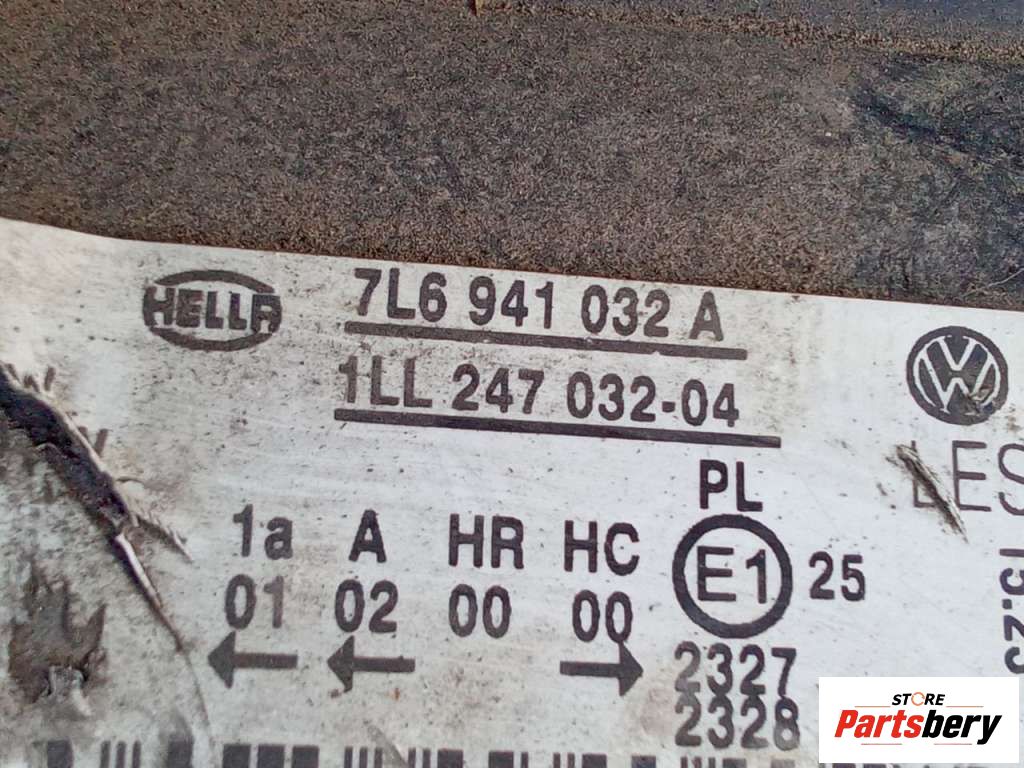 HELLA 7L6 941 032 A
1LL 247 032-04
PL
1a A HR HC E1 25
01 02 00 00
2327
2328
STORE
Partsbery